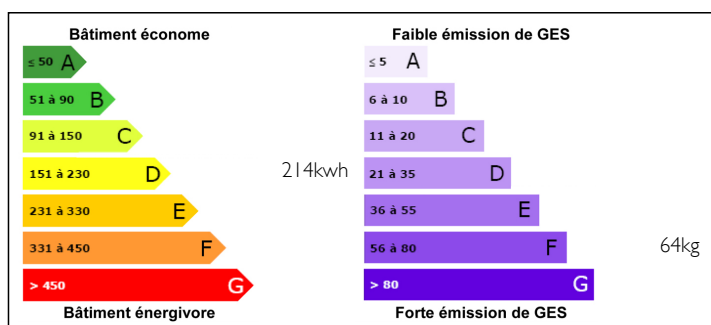 Bâtiment économe
≤ 50 A
51 à 90 B
91 à 150 C
151 à 230 D
214kwh
231 à 330 E
331 à 450 F
> 450 G
Bâtiment énergivore
Faible émission de GES
≤ 5 A
6 à 10 B
11 à 20 C
21 à 35 D
36 à 55 E
56 à 80 F
64kg
> 80 G
Forte émission de GES